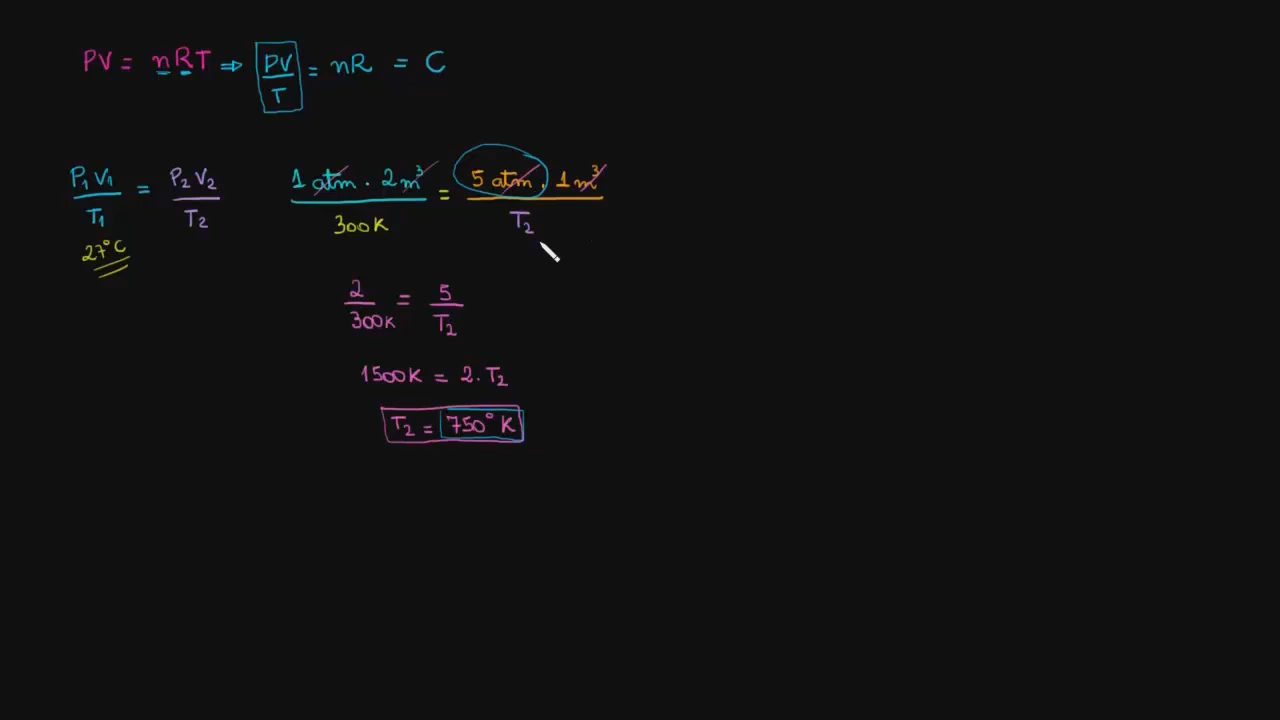 PV = nRT ⇒ PV/T = nR = C
P₁V₁/T₁ = P₂V₂/T₂
27°C
1 atm · 2m³/300K = 5 atm · 1m³/T₂
2/300K = 5/T₂
1500K = 2·T₂
T₂ = 750°K